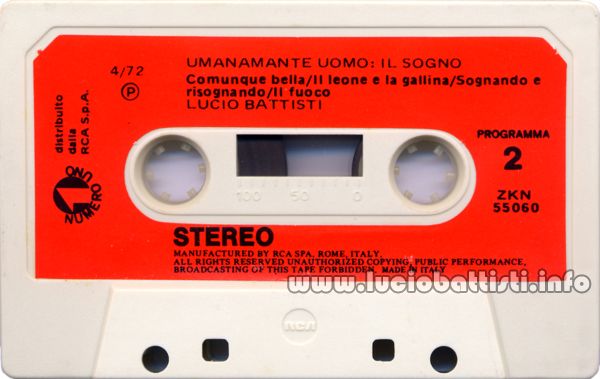 UMANAMANTE UOMO: IL SOGNO
4/72
Comunque bella/Il leone e la gallina/Sognando e
risognando/Il fuoco
LUCIO BATTISTI
P
distribuito
dalla
RCA S.p.A.
PROGRAMMA
2
ZKN
55060
NUMERO UNO
100 50 0
STEREO
MANUFACTURED BY RCA SPA, ROME, ITALY.
ALL RIGHTS RESERVED UNAUTHORIZED COPYING, PUBLIC PERFORMANCE,
BROADCASTING OF THIS TAPE FORBIDDEN. MADE IN ITALY
www.luciobattisti.info
RCA